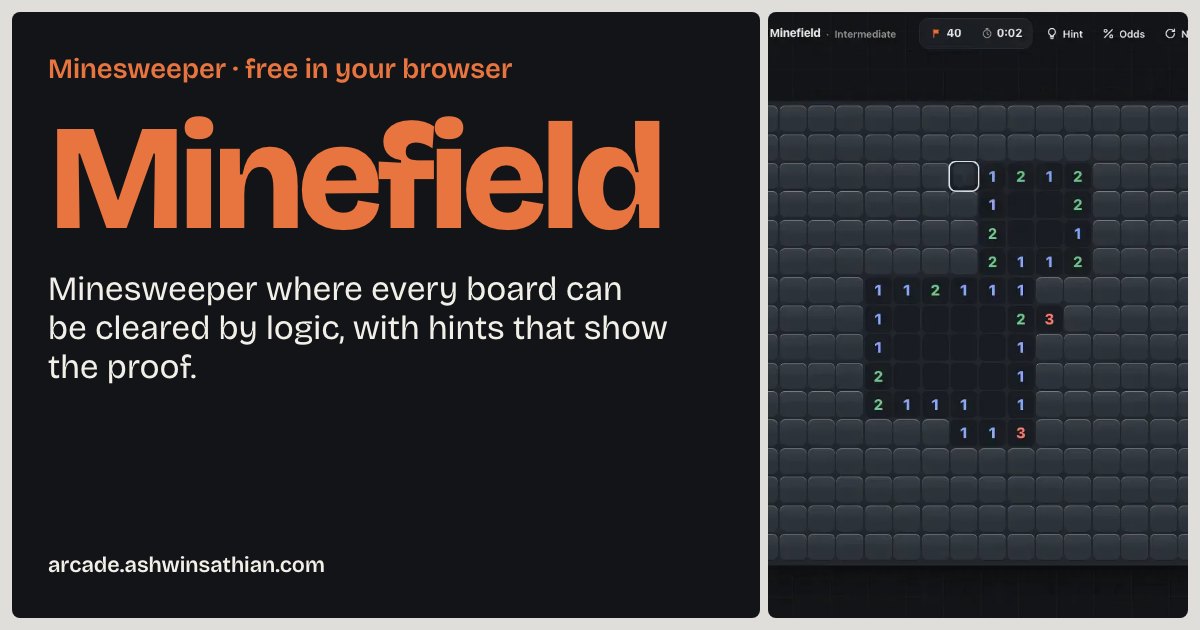 Minesweeper · free in your browser
Minefield
Minesweeper where every board can
be cleared by logic, with hints that show
the proof.
arcade.ashwinsathian.com
Minefield · Intermediate 40 0:02 Hint Odds N
1 2 1 2
1 2
2 1
2 1 1 2
1 1 2 1 1 1
1 2 3
1 1
2 1
2 1 1 1 1
1 1 3